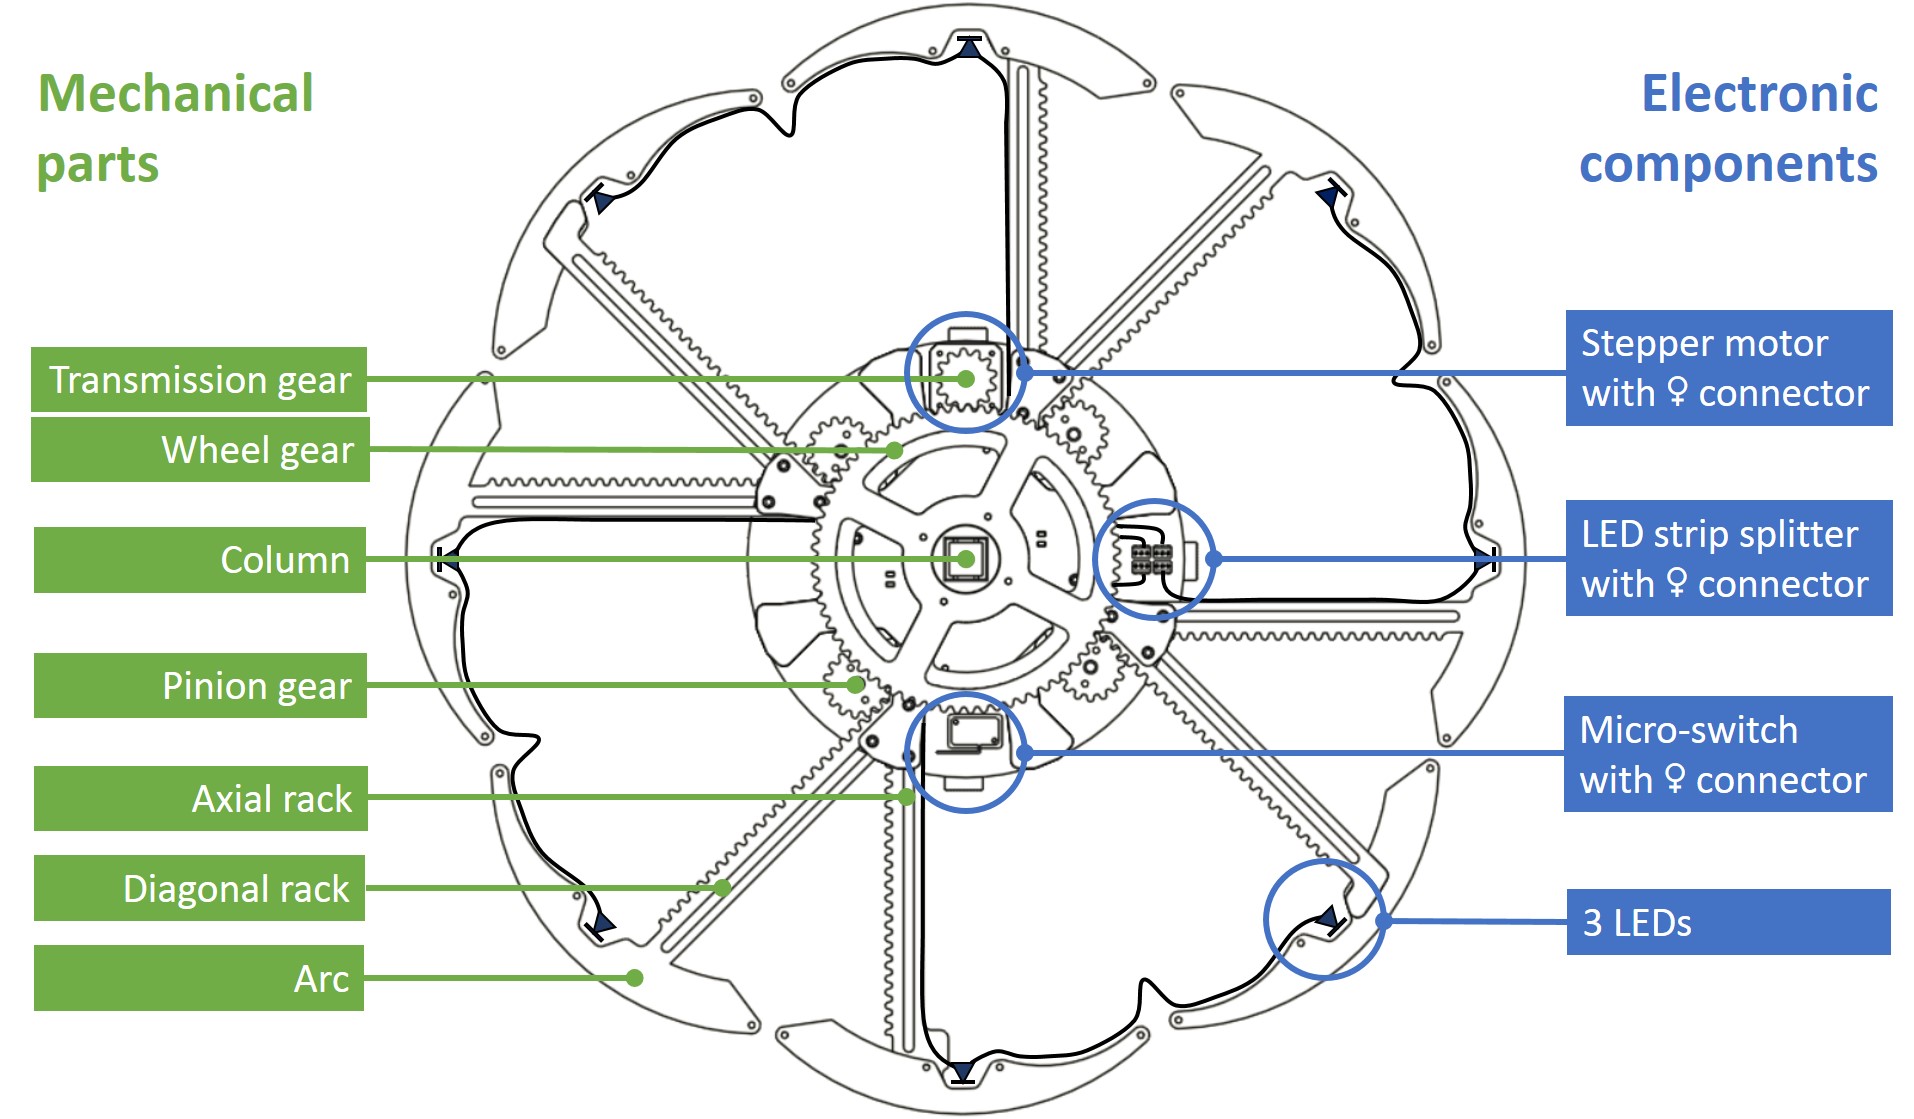 Mechanical
parts
Transmission gear
Wheel gear
Column
Pinion gear
Axial rack
Diagonal rack
Arc
Electronic
components
Stepper motor
with ♀ connector
LED strip splitter
with ♀ connector
Micro-switch
with ♀ connector
3 LEDs